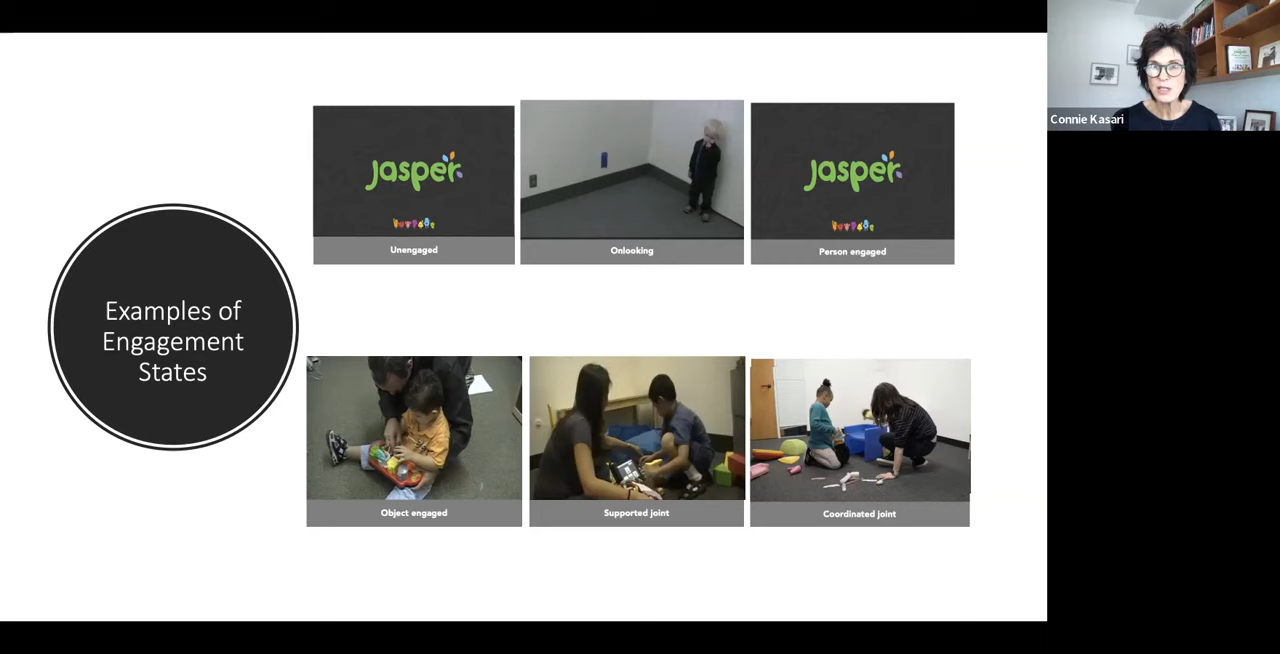 Connie Kasari
jasper
jasper
Unengaged
Onlooking
Person engaged
Examples of
Engagement
States
Object engaged
Supported joint
Coordinated joint